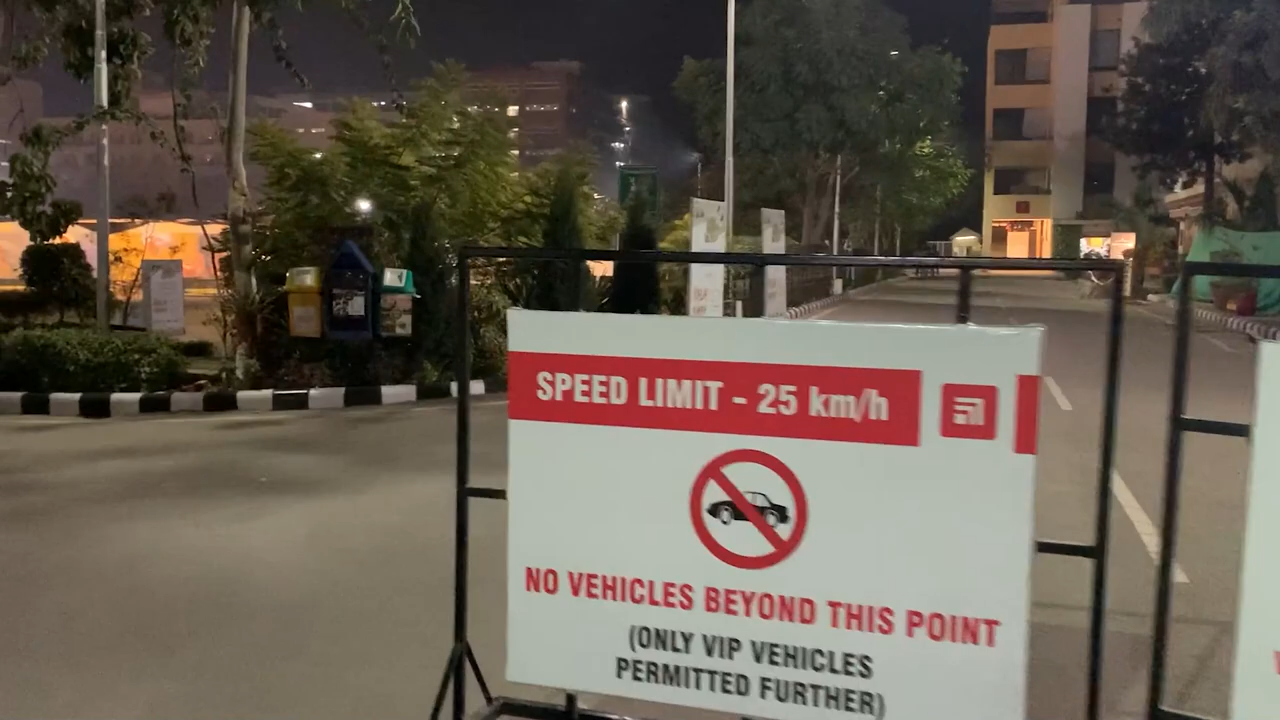 SPEED LIMIT - 25 km/h
NO VEHICLES BEYOND THIS POINT
(ONLY VIP VEHICLES
PERMITTED FURTHER)